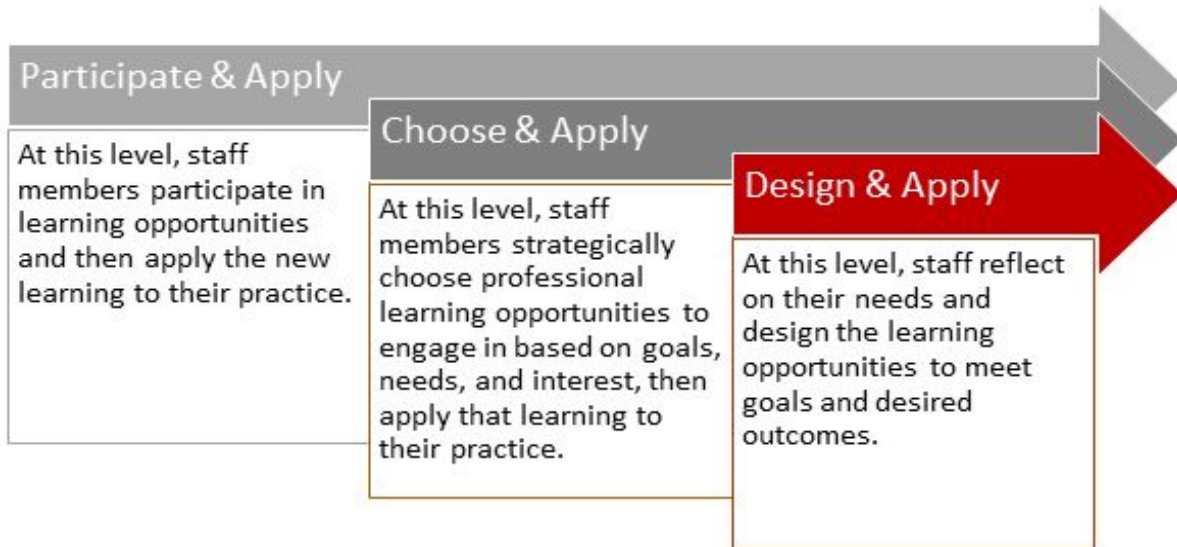 Participate & Apply
At this level, staff
members participate in
learning opportunities
and then apply the new
learning to their practice.
Choose & Apply
At this level, staff
members strategically
choose professional
learning opportunities to
engage in based on goals,
needs, and interest, then
apply that learning to
their practice.
Design & Apply
At this level, staff reflect
on their needs and
design the learning
opportunities to meet
goals and desired
outcomes.